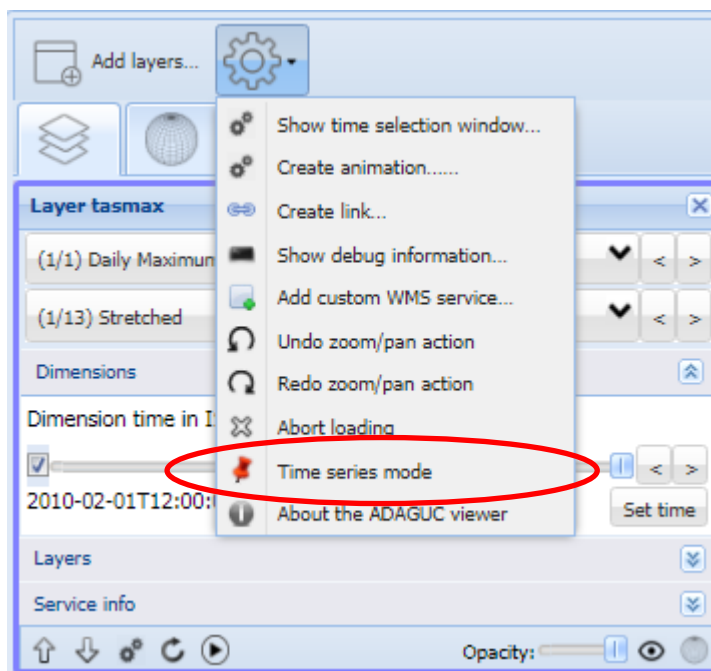 Add layers...
Show time selection window...
Create animation......
Create link...
Show debug information...
Add custom WMS service...
Undo zoom/pan action
Redo zoom/pan action
Abort loading
Time series mode
About the ADAGUC viewer
Layer tasmax
(1/1) Daily
< >
(1/13) Stretched
< >
Dimensions
Dimension time in
< >
2010-02-01T12:00:
Set time
Layers
Service info
Opacity: